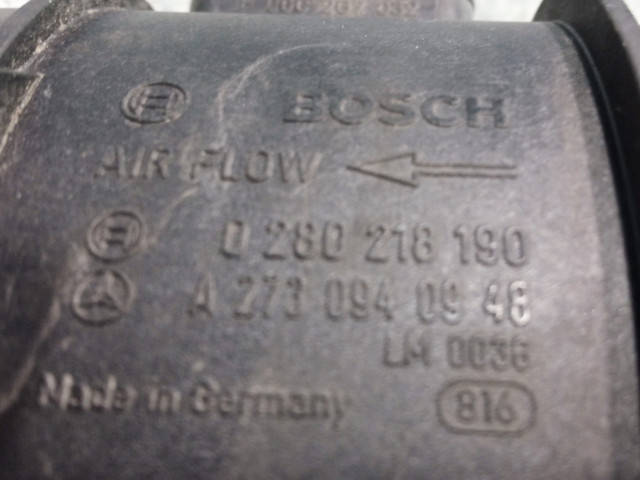 BOSCH
AIR FLOW
0 280 218 190
A 273 094 09 48
LM 0036
Made in Germany 816